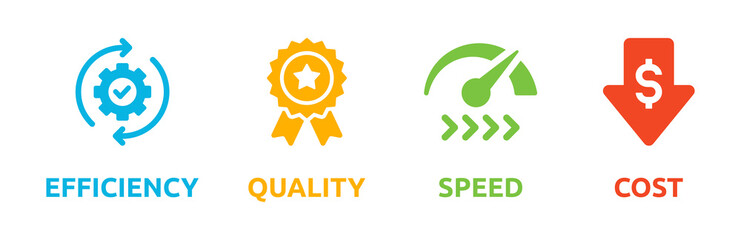 $
EFFICIENCY QUALITY SPEED COST